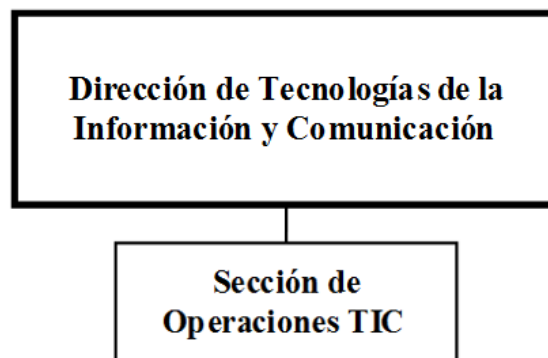 Dirección de Tecnologías de la
Información y Comunicación
Sección de
Operaciones TIC